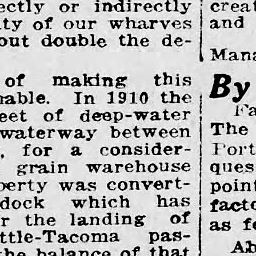 ectly or indirectly
ty of our wharves
out double the de-
of making this
nable. In 1910 the
eet of deep-water
waterway between
, for a consider-
grain warehouse
perty was convert-
dock which has
r the landing of
ttle-Tacoma pas-
the balance of that
creat
and
Mana
By
Fa
The
Port
ques
point
facto
as fe
Ab